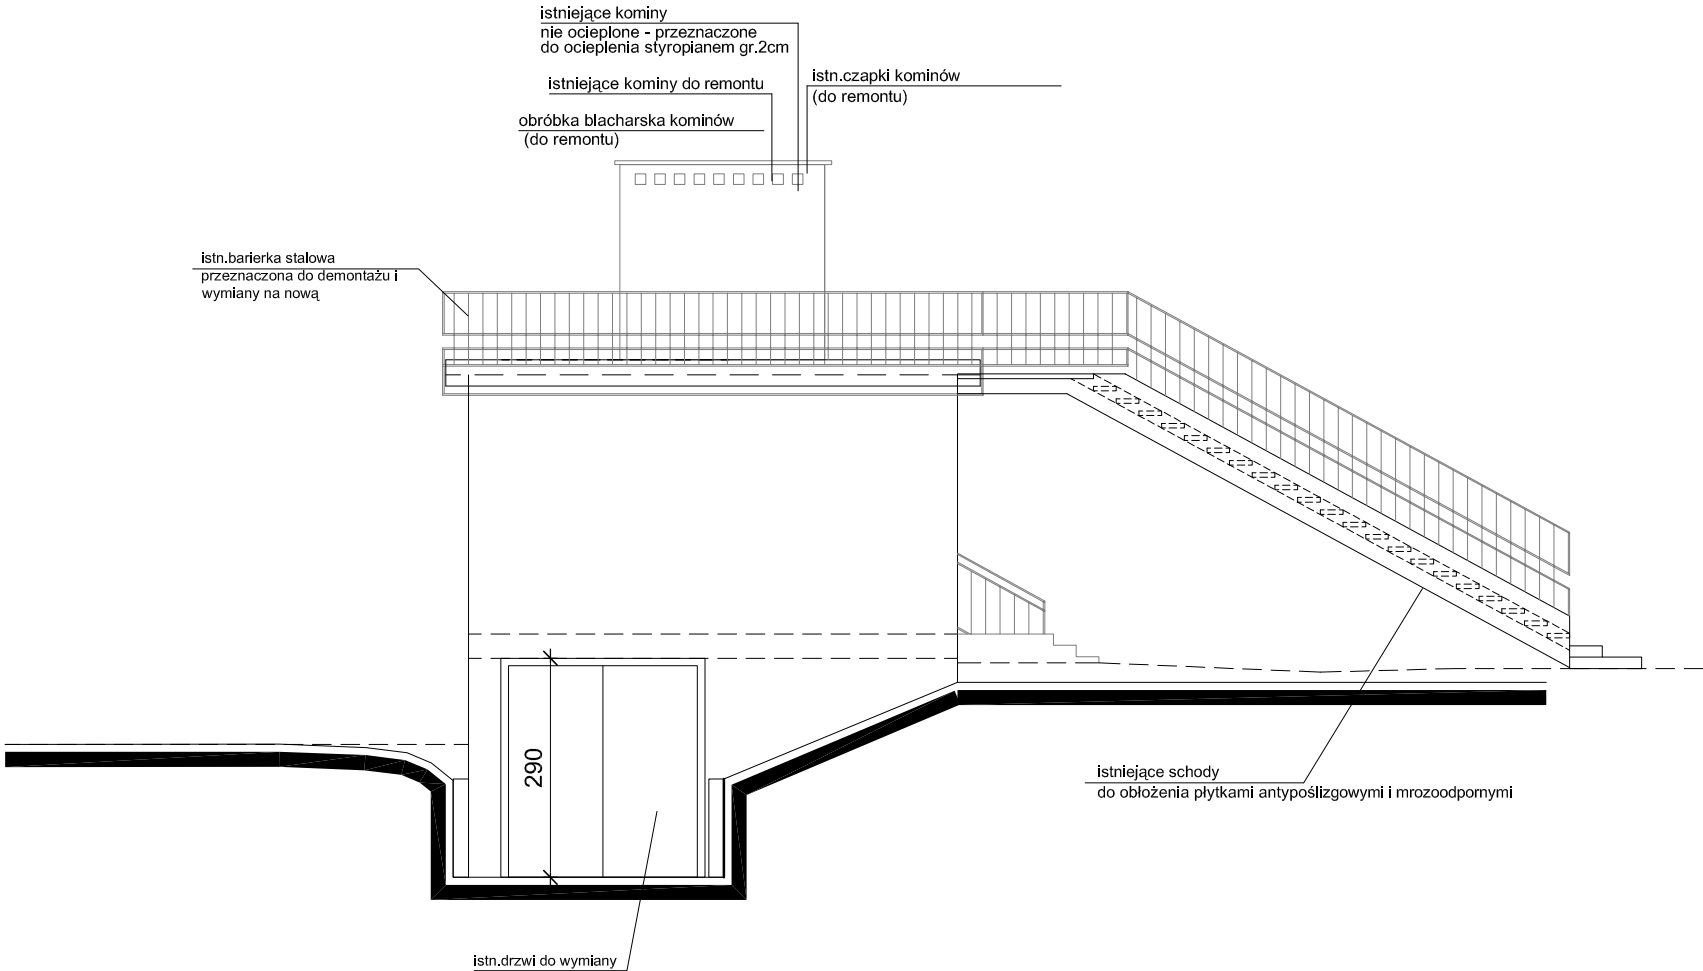 istniejące kominy
nie ocieplone - przeznaczone
do ocieplenia styropianem gr.2cm
istniejące kominy do remontu
istn.czapki kominów
(do remontu)
obróbka blacharska kominów
(do remontu)
istn.barierka stalowa
przeznaczona do demontażu i
wymiany na nową
290
istniejące schody
do obłożenia płytkami antypoślizgowymi i mrozoodpornymi
istn.drzwi do wymiany